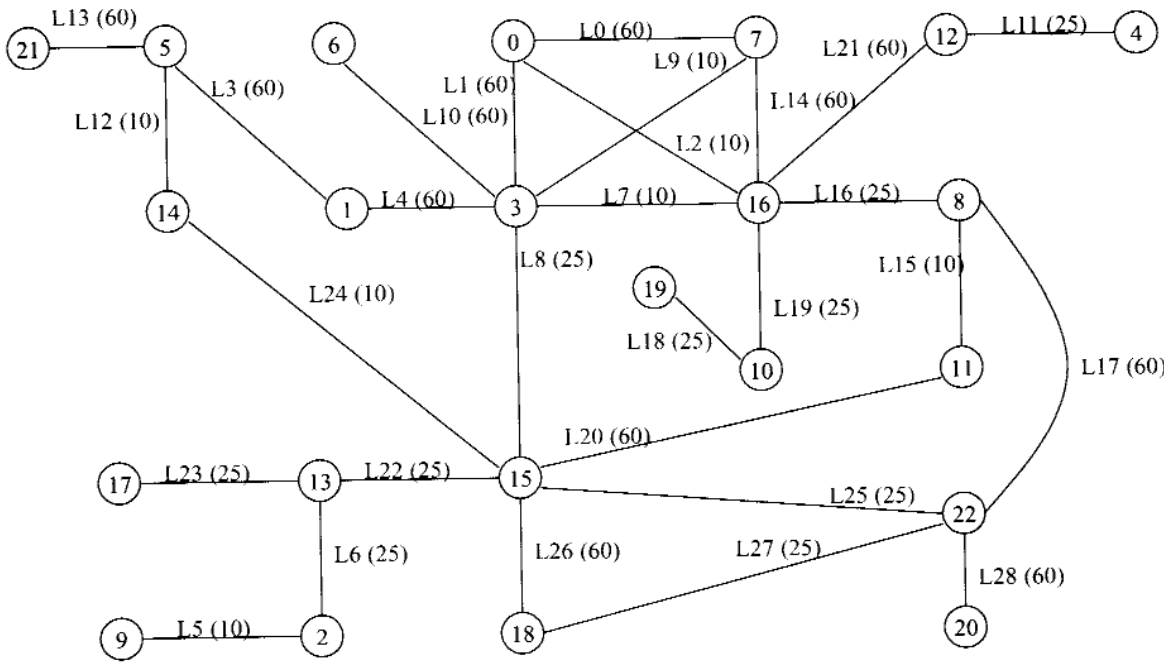 L13 (60)
21
5
6
0
L0 (60)
7
12
L11 (25)
4
L3 (60)
L1 (60)
L9 (10)
L21 (60)
L12 (10)
L10 (60)
L14 (60)
L2 (10)
14
1
L4 (60)
3
L7 (10)
16
L16 (25)
8
L8 (25)
L15 (10)
L24 (10)
19
L19 (25)
L18 (25)
10
11
L17 (60)
L20 (60)
17
L23 (25)
13
L22 (25)
15
L25 (25)
22
L6 (25)
L26 (60)
L27 (25)
L28 (60)
9
L5 (10)
2
18
20